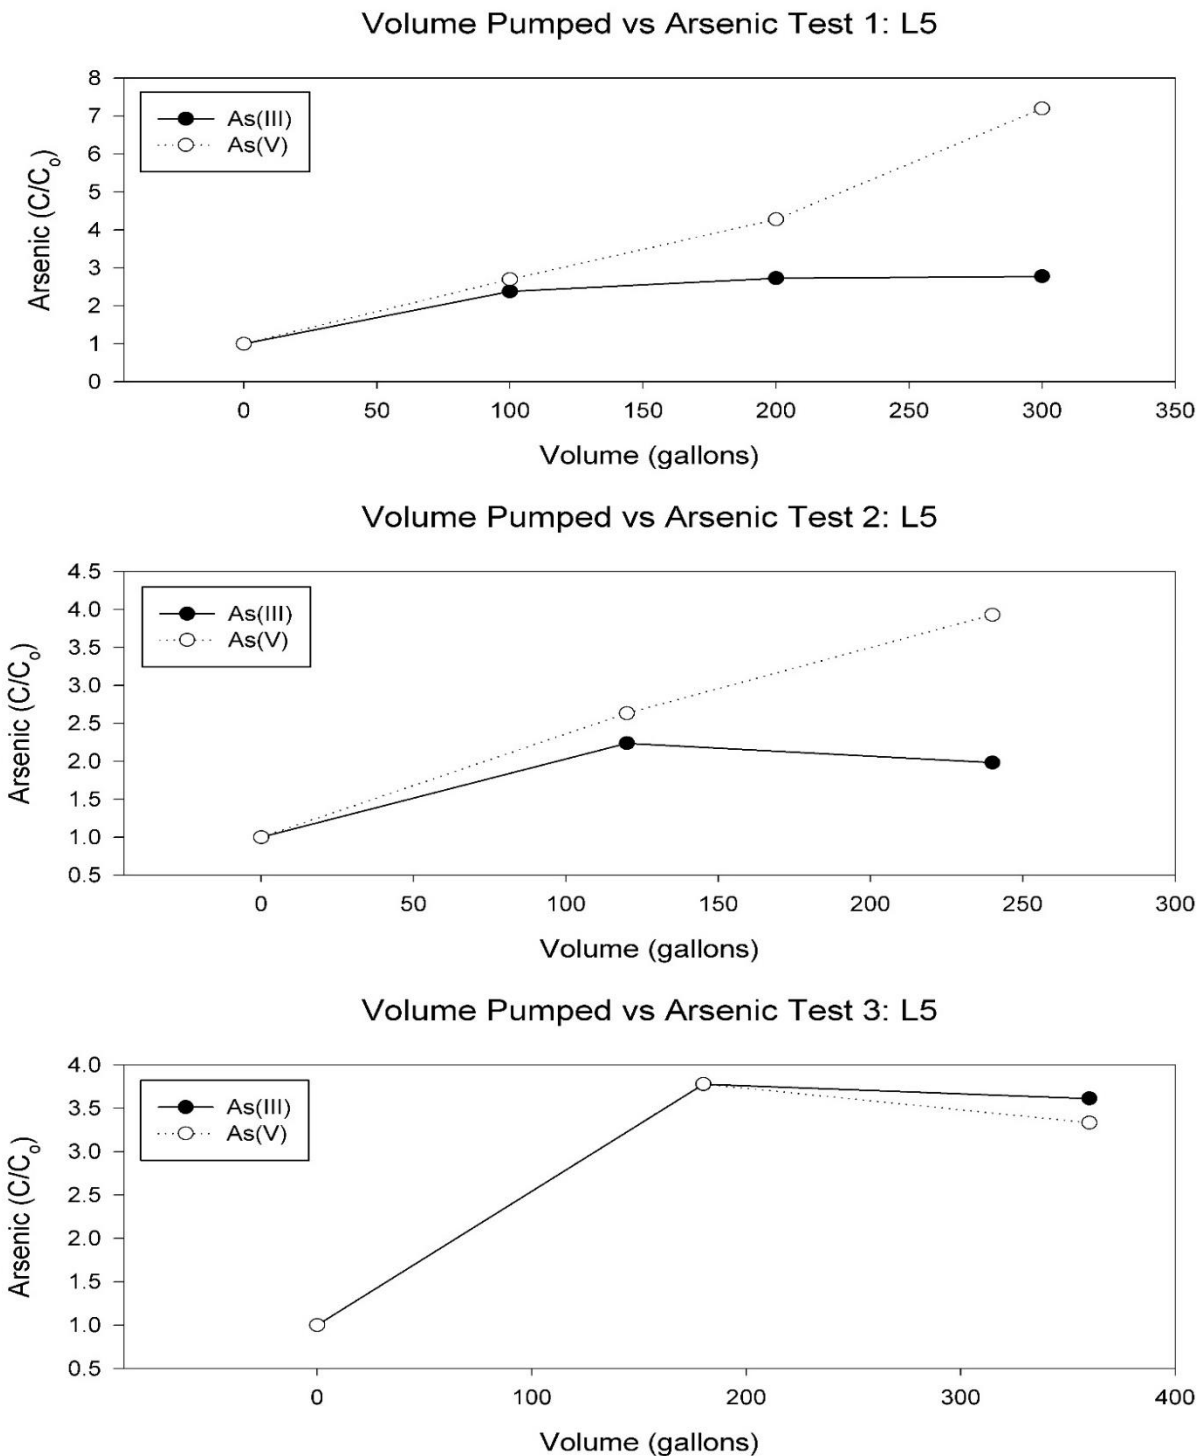 Volume Pumped vs Arsenic Test 1: L5
As(III)
As(V)
Arsenic (C/Co)
8
7
6
5
4
3
2
1
0
0 50 100 150 200 250 300 350
Volume (gallons)
Volume Pumped vs Arsenic Test 2: L5
As(III)
As(V)
Arsenic (C/Co)
4.5
4.0
3.5
3.0
2.5
2.0
1.5
1.0
0.5
0 50 100 150 200 250 300
Volume (gallons)
Volume Pumped vs Arsenic Test 3: L5
As(III)
As(V)
Arsenic (C/Co)
4.0
3.5
3.0
2.5
2.0
1.5
1.0
0.5
0 100 200 300 400
Volume (gallons)